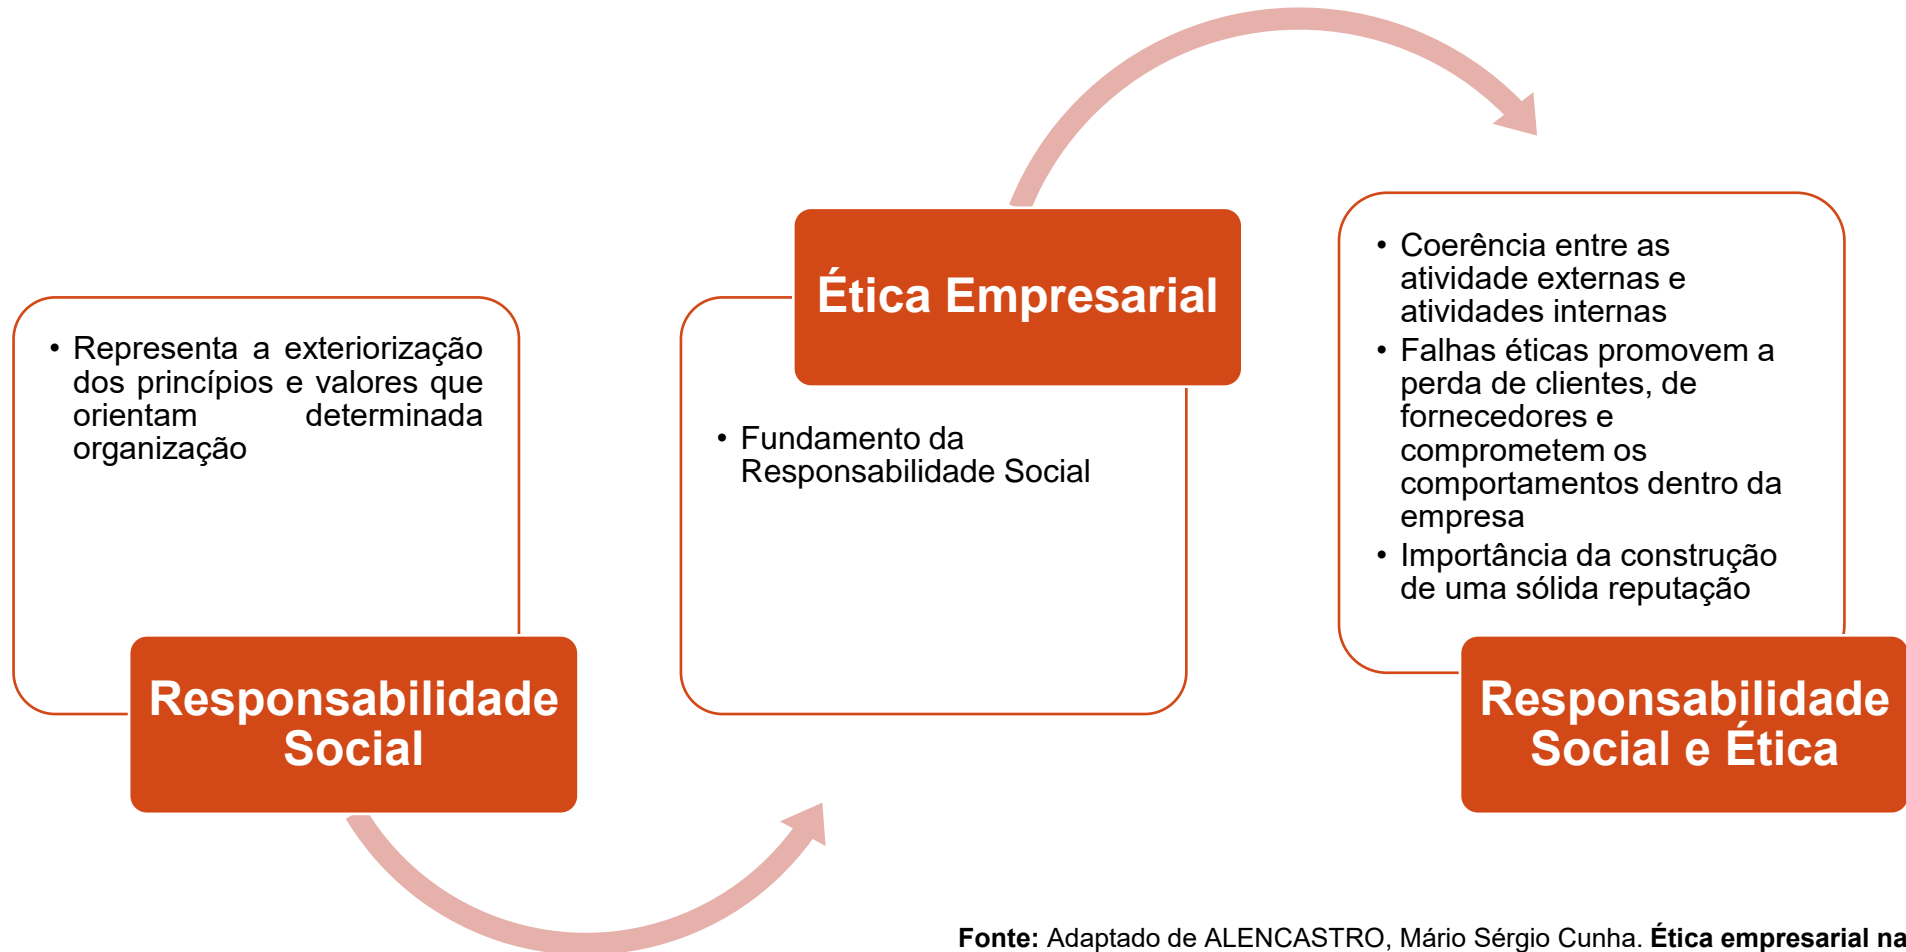 • Representa a exteriorização
dos princípios e valores que
orientam determinada
organização
Responsabilidade
Social
Ética Empresarial
• Fundamento da
Responsabilidade Social
• Coerência entre as
atividade externas e
atividades internas
• Falhas éticas promovem a
perda de clientes, de
fornecedores e
comprometem os
comportamentos dentro da
empresa
• Importância da construção
de uma sólida reputação
Responsabilidade
Social e Ética
Fonte: Adaptado de ALENCASTRO, Mário Sérgio Cunha. Ética empresarial na